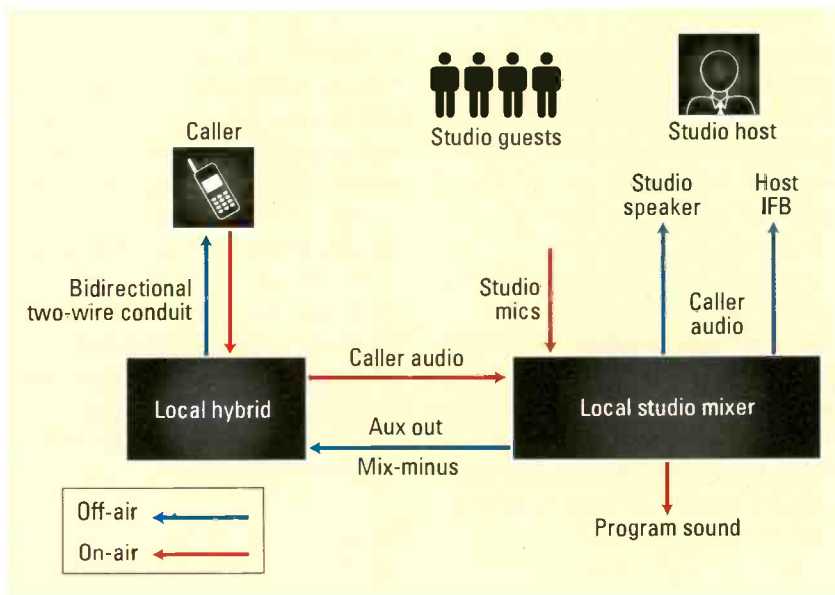 Studio guests
Studio host
Caller
Studio
speaker
Host
IFB
Bidirectional
two-wire conduit
Studio
mics
Caller
audio
Caller audio
Local hybrid
Local studio mixer
Aux out
Mix-minus
Off-air
On-air
Program sound